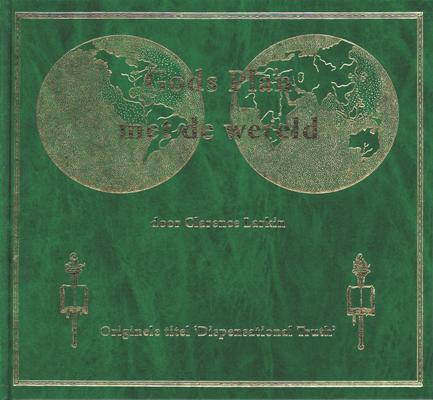 Gods Plan
met de wereld
door Clarence Larkin
Originele titel 'Dispensational Truth'